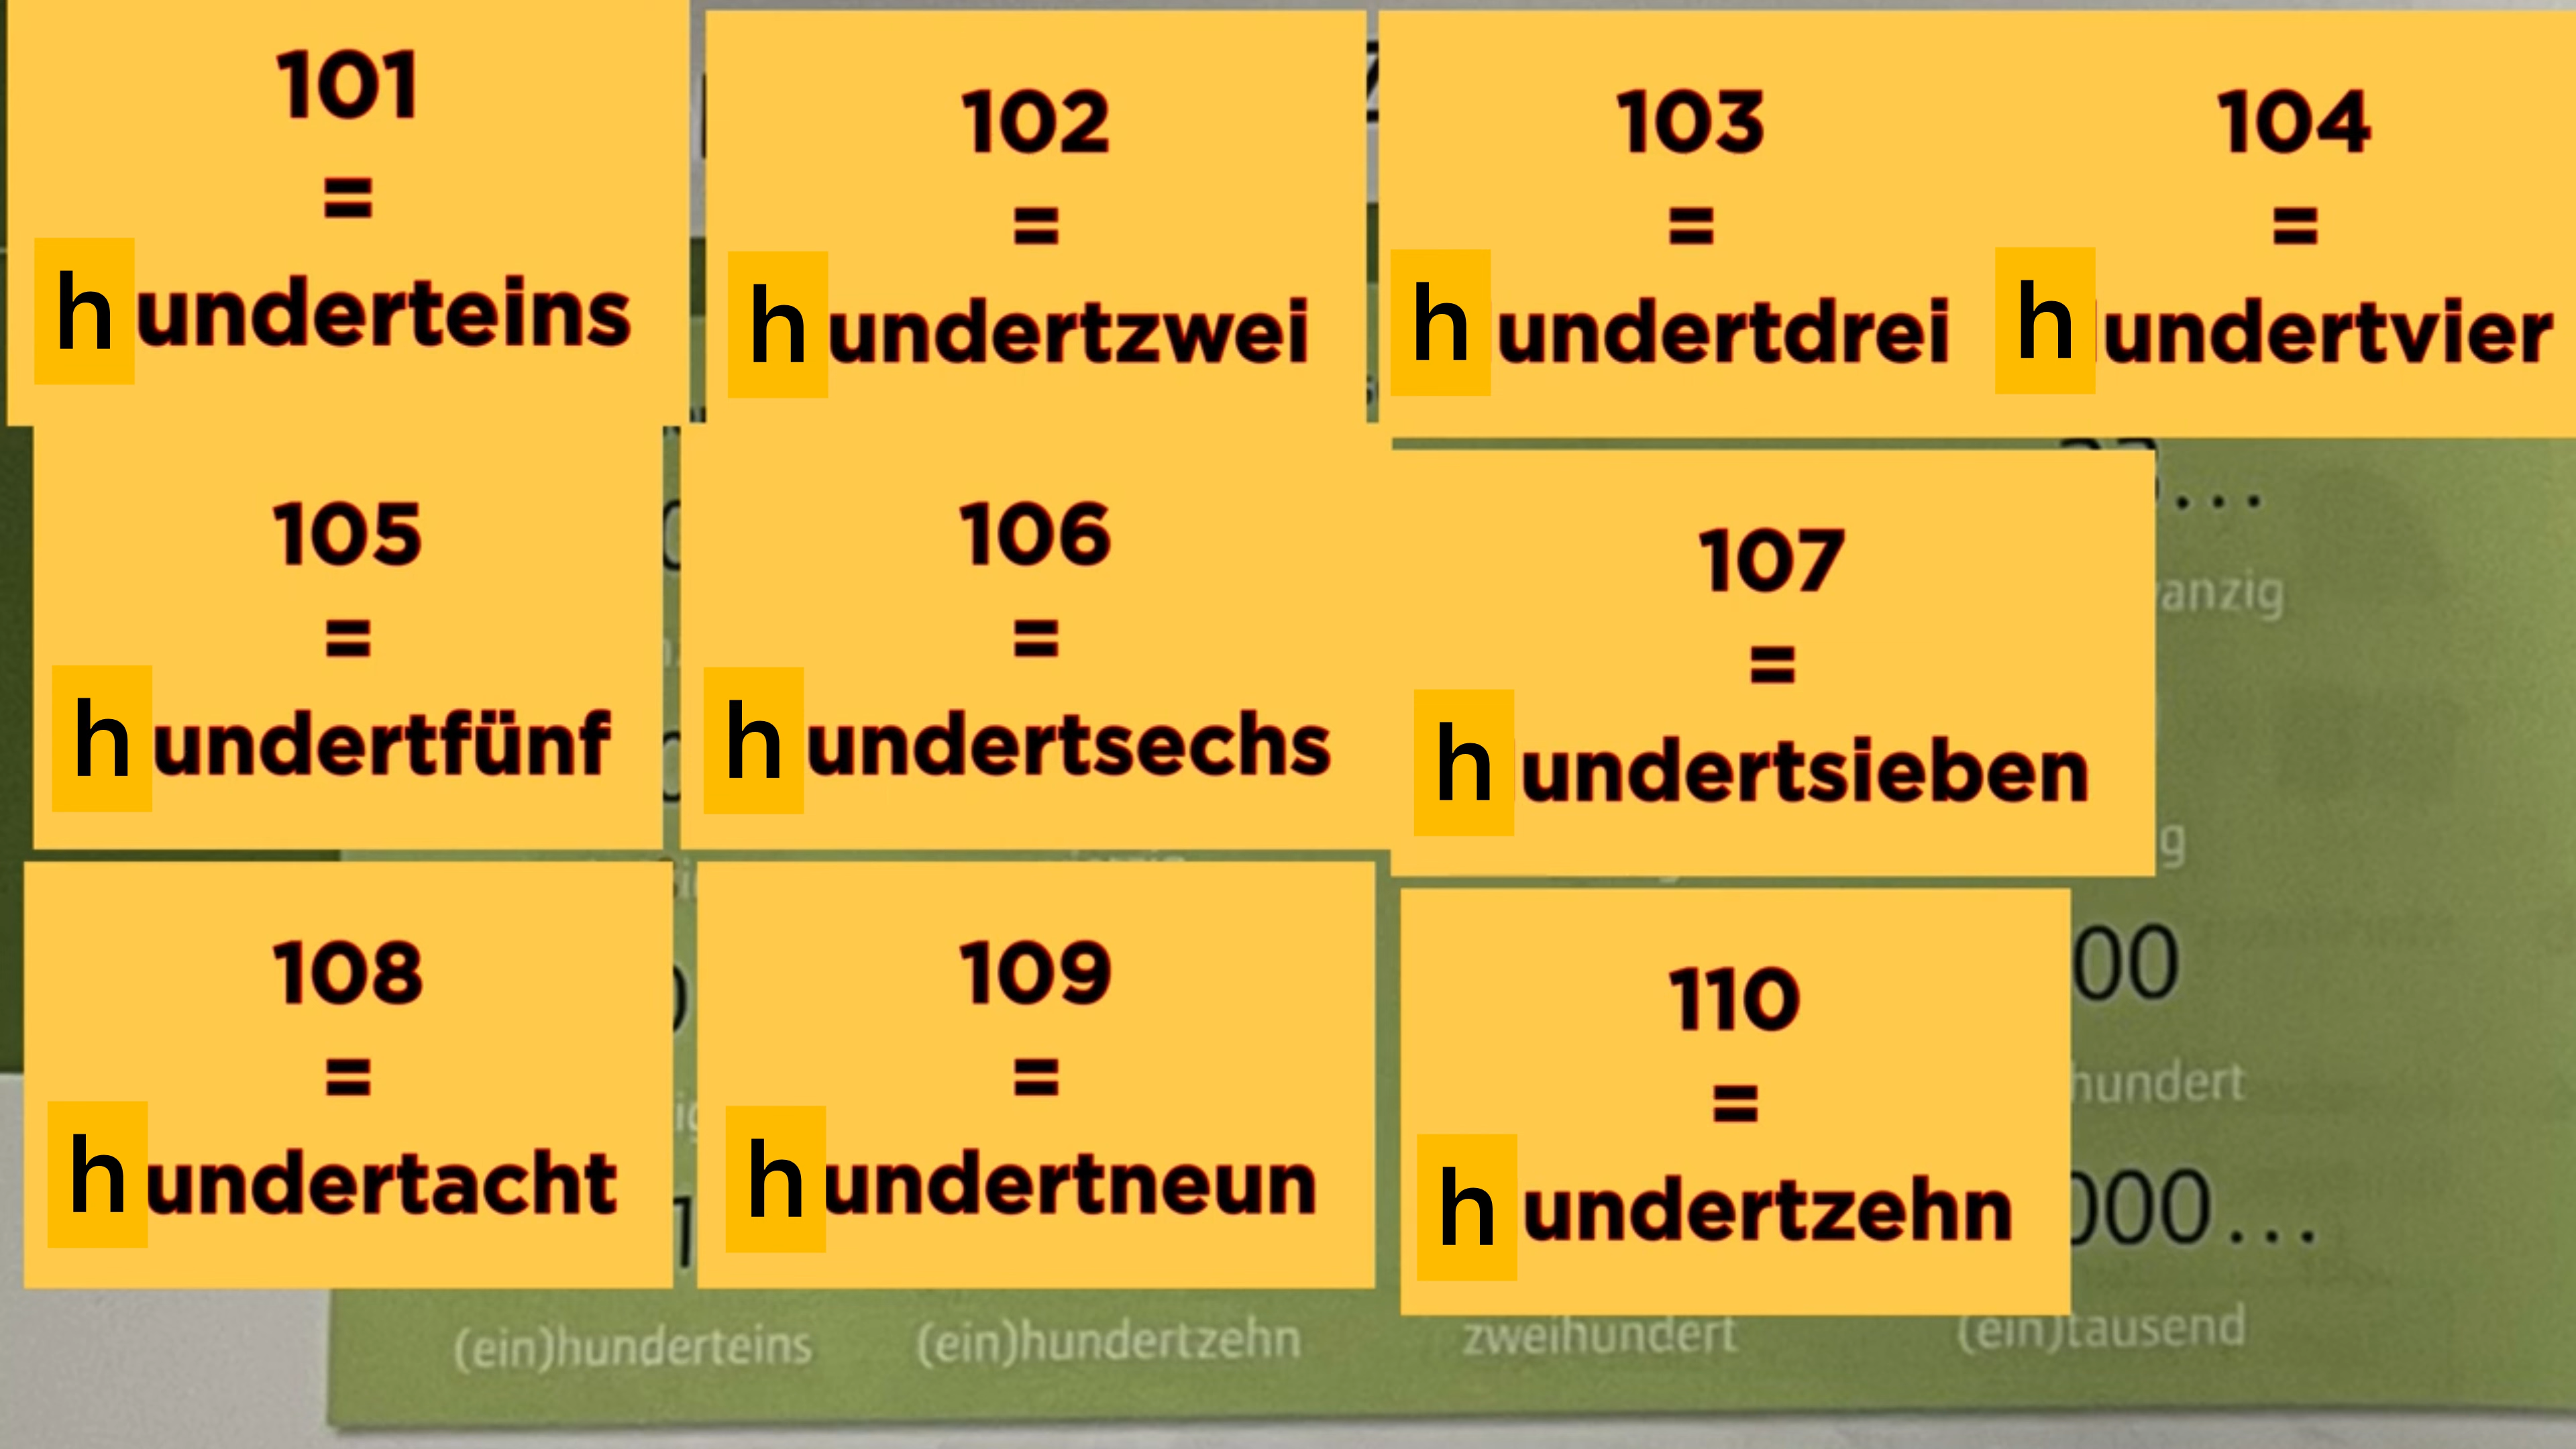 101
=
hunderteins
102
=
hundertzwei
103
=
hundertdrei
104
=
hundertvier
105
=
hundertfünf
106
=
hundertsechs
107
=
hundertsieben
108
=
hundertacht
109
=
hundertneun
110
=
hundertzehn
hundert
(ein)hunderteins
(ein)hundertzehn
zweihundert
(ein)tausend